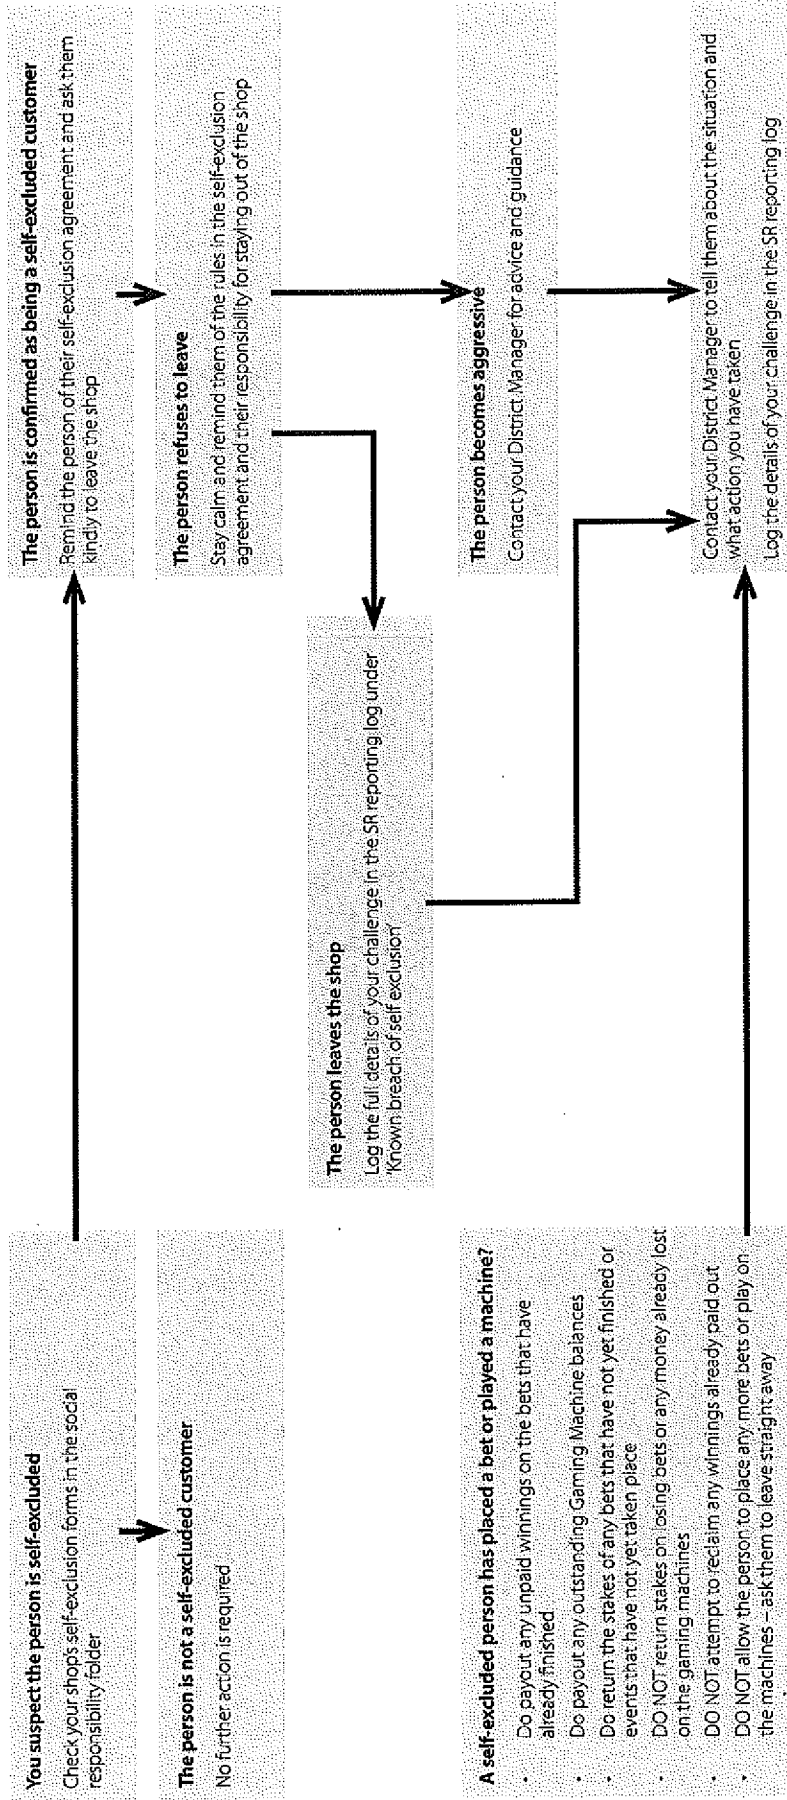 You suspect the person is self-excluded
Check your shop's self-exclusion forms in the social
responsibility folder
The person is not a self-excluded customer
No further action is required
The person is confirmed as being a self-excluded customer
Remind the person of their self-exclusion agreement and ask them
kindly to leave the shop
The person refuses to leave
Stay calm and remind them of the rules in the self-exclusion
agreement and their responsibility for staying out of the shop
The person leaves the shop
Log the full details of your challenge in the SR reporting log under
'Known breach of self exclusion'
The person becomes aggressive
Contact your District Manager for advice and guidance
A self-excluded person has placed a bet or played a machine?
• Do payout any unpaid winnings on the bets that have
already finished
• Do payout any outstanding Gaming Machine balances
• Do return the stakes of any bets that have not yet finished or
events that have not yet taken place
• DO NOT return stakes on losing bets or any money already lost
on the gaming machines
• DO NOT attempt to reclaim any winnings already paid out
• DO NOT allow the person to place any more bets or play on
the machines – ask them to leave straight away
Contact your District Manager to tell them about the situation and
what action you have taken
Log the details of your challenge in the SR reporting log